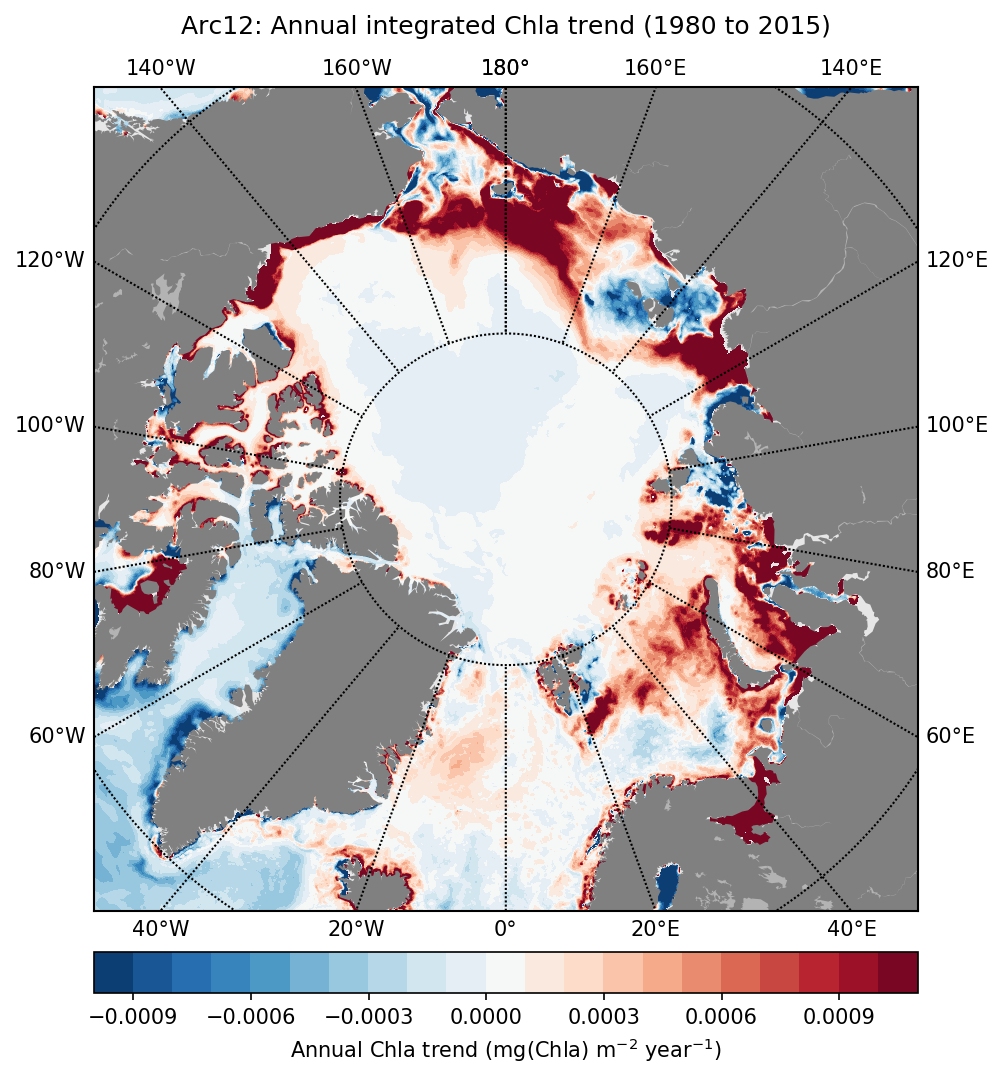 Arc12: Annual integrated Chla trend (1980 to 2015)
140°W 160°W 180° 160°E 140°E
120°W 120°E
100°W 100°E
80°W 80°E
60°W 60°E
40°W 20°W 0° 20°E 40°E
−0.0009 −0.0006 −0.0003 0.0000 0.0003 0.0006 0.0009
Annual Chla trend (mg(Chla) m⁻² year⁻¹)